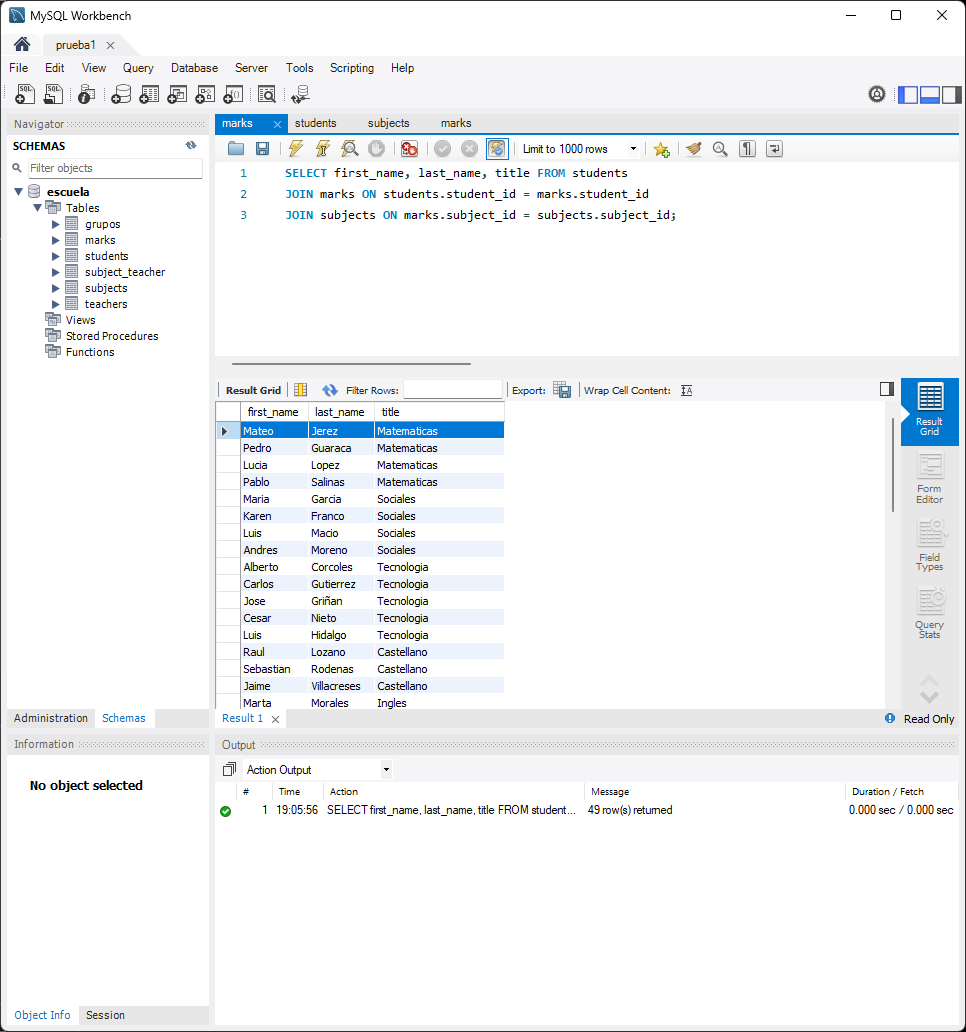 MySQL Workbench
prueba1
File Edit View Query Database Server Tools Scripting Help
Navigator
SCHEMAS
Filter objects
escuela
Tables
grupos
marks
students
subject_teacher
subjects
teachers
Views
Stored Procedures
Functions
Administration Schemas
Information
No object selected
Object Info Session
marks students subjects marks
Limit to 1000 rows
1 SELECT first_name, last_name, title FROM students
2 JOIN marks ON students.student_id = marks.student_id
3 JOIN subjects ON marks.subject_id = subjects.subject_id;
Result Grid Filter Rows: Export: Wrap Cell Content:
first_name last_name title
Mateo Jerez Matematicas
Pedro Guaraca Matematicas
Lucia Lopez Matematicas
Pablo Salinas Matematicas
Maria Garcia Sociales
Karen Franco Sociales
Luis Macio Sociales
Andres Moreno Sociales
Alberto Corcoles Tecnologia
Carlos Gutierrez Tecnologia
Jose Griñan Tecnologia
Cesar Nieto Tecnologia
Luis Hidalgo Tecnologia
Raul Lozano Castellano
Sebastian Rodenas Castellano
Jaime Villacreses Castellano
Marta Morales Ingles
Result
Grid
Form
Editor
Field
Types
Query
Stats
Result 1
Read Only
Output
Action Output
# Time Action Message Duration / Fetch
1 19:05:56 SELECT first_name, last_name, title FROM student... 49 row(s) returned 0.000 sec / 0.000 sec